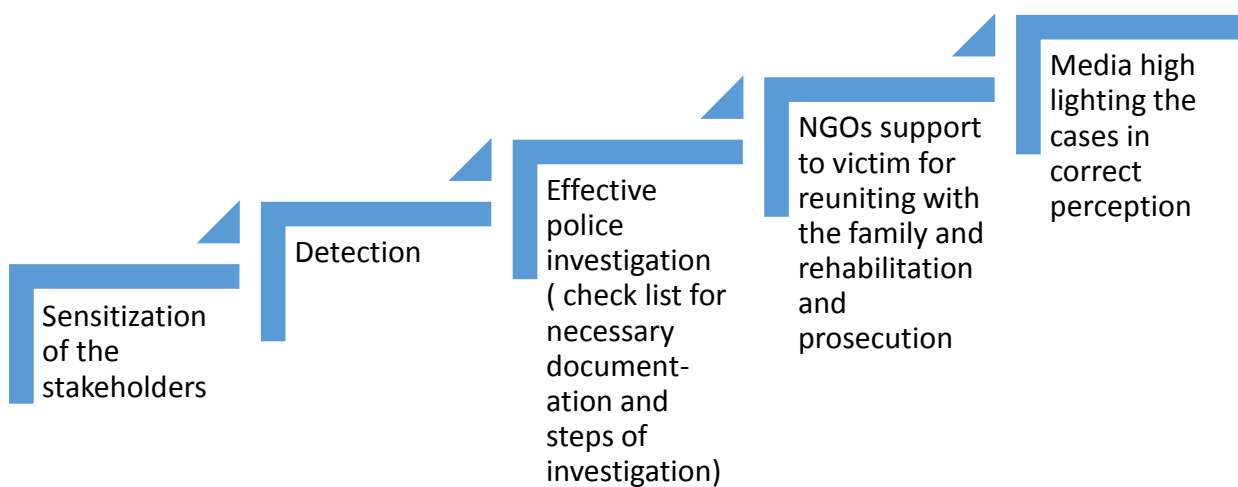 Sensitization
of the
stakeholders
Detection
Effective
police
investigation
( check list for
necessary
document-
ation and
steps of
investigation)
NGOs support
to victim for
reuniting with
the family and
rehabilitation
and
prosecution
Media high
lighting the
cases in
correct
perception